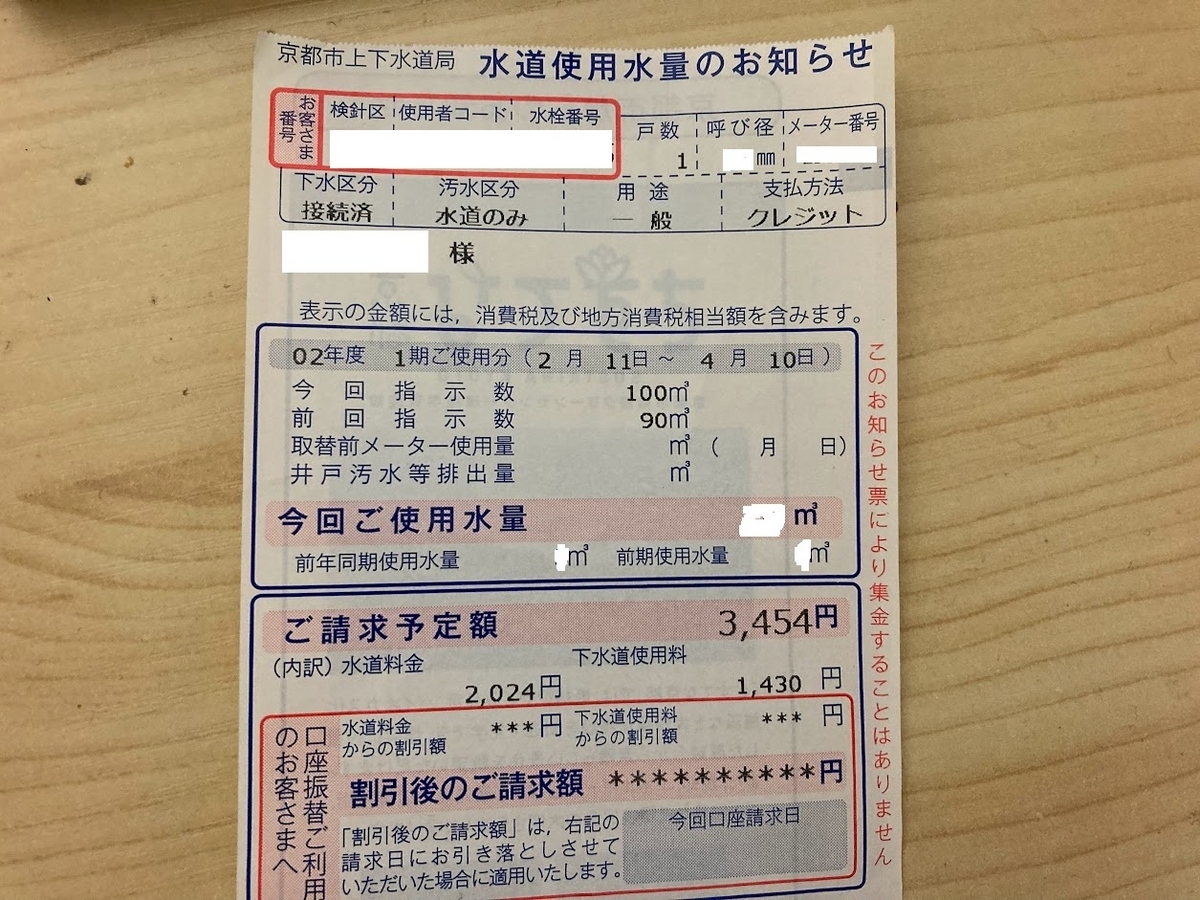 京都市上下水道局 水道使用水量のお知らせ
お客さま番号 検針区 使用者コード 水栓番号
戸数 呼び径 メーター番号
1 mm
下水区分 汚水区分 用途 支払方法
接続済 水道のみ 一般 クレジット
様
表示の金額には,消費税及び地方消費税相当額を含みます。
02年度 1期ご使用分(2月11日~4月10日)
今回指示数 100㎥
前回指示数 90㎥
取替前メーター使用量 ㎥(月 日)
井戸汚水等排出量 ㎥
今回ご使用水量 ㎥
前年同期使用水量 ㎥ 前期使用水量 ㎥
ご請求予定額 3,454円
(内訳)水道料金 下水道使用料
2,024円 1,430円
口座振替ご利用のお客さまへ
水道料金からの割引額 ***円 下水道使用料からの割引額 ***円
割引後のご請求額 **********円
「割引後のご請求額」は,右記の
請求日にお引き落としさせて
いただいた場合に適用いたします。
今回口座請求日
このお知らせ票により集金することはありません